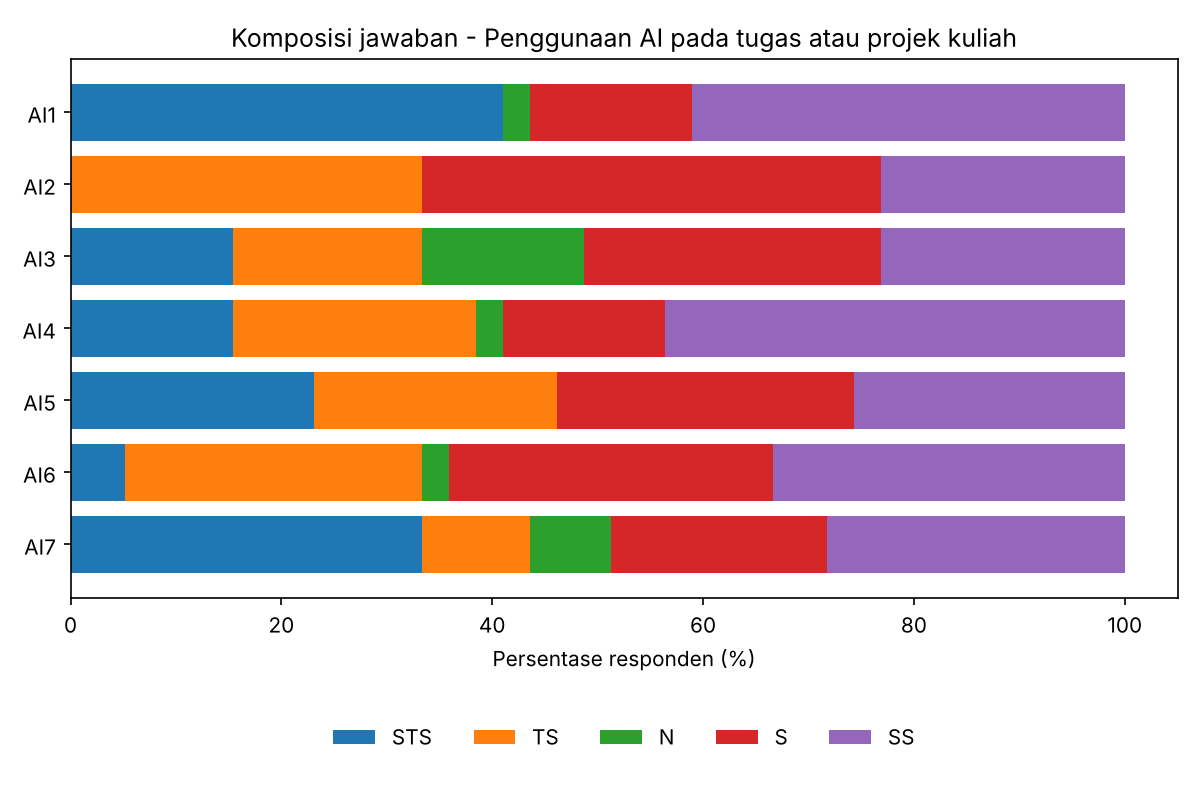 Komposisi jawaban - Penggunaan AI pada tugas atau projek kuliah
AI1
AI2
AI3
AI4
AI5
AI6
AI7
0 20 40 60 80 100
Persentase responden (%)
STS TS N S SS